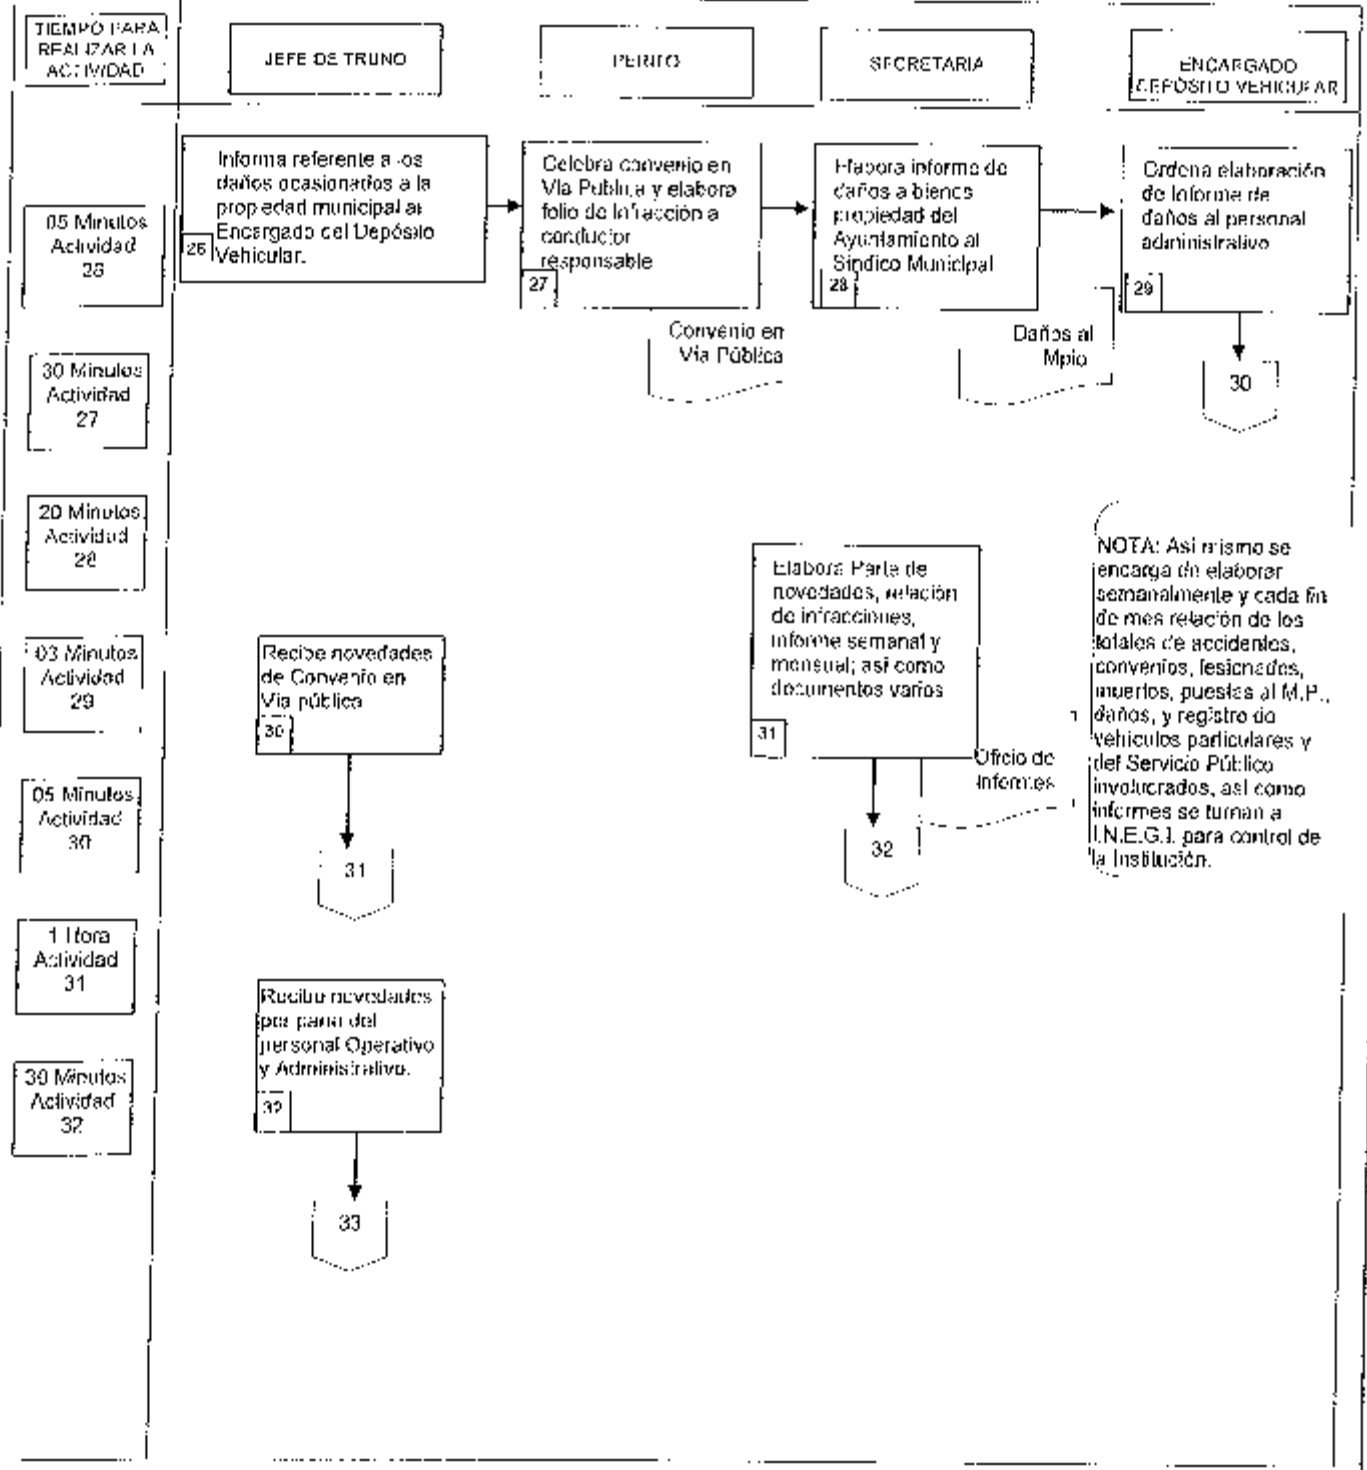 TIEMPO PARA
REALIZAR LA
ACTIVIDAD
JEFE DE TRUNO
PERITO
SECRETARIA
ENCARGADO
DEPÓSITO VEHICULAR
Informa referente a los
daños ocasionados a la
propiedad municipal al
Encargado del Depósito
Vehicular.
26
Celebra convenio en
Vía Pública y elabora
folio de Infracción a
conductor
responsable
27
Elabora informe de
daños a bienes
propiedad del
Ayuntamiento al
Síndico Municipal
28
Ordena elaboración
de Informe de
daños al personal
administrativo
29
05 Minutos
Actividad
26
Convenio en
Vía Pública
Daños al
Mpio
30
30 Minutos
Actividad
27
20 Minutos
Actividad
28
03 Minutos
Actividad
29
05 Minutos
Actividad
30
1 Hora
Actividad
31
30 Minutos
Actividad
32
Recibe novedades
de Convenio en
Vía pública
30
31
Elabora Parte de
novedades, relación
de infracciones,
informe semanal y
mensual; así como
documentos varios
31
Oficio de
Informes
32
NOTA: Así mismo se
encarga de elaborar
semanalmente y cada fin
de mes relación de los
totales de accidentes,
convenios, lesionados,
muertos, puestas al M.P.,
daños, y registro de
vehículos particulares y
del Servicio Público
involucrados, así como
informes se turnan a
I.N.E.G.I. para control de
la Institución.
Recibe novedades
por parte del
personal Operativo
y Administrativo.
32
33